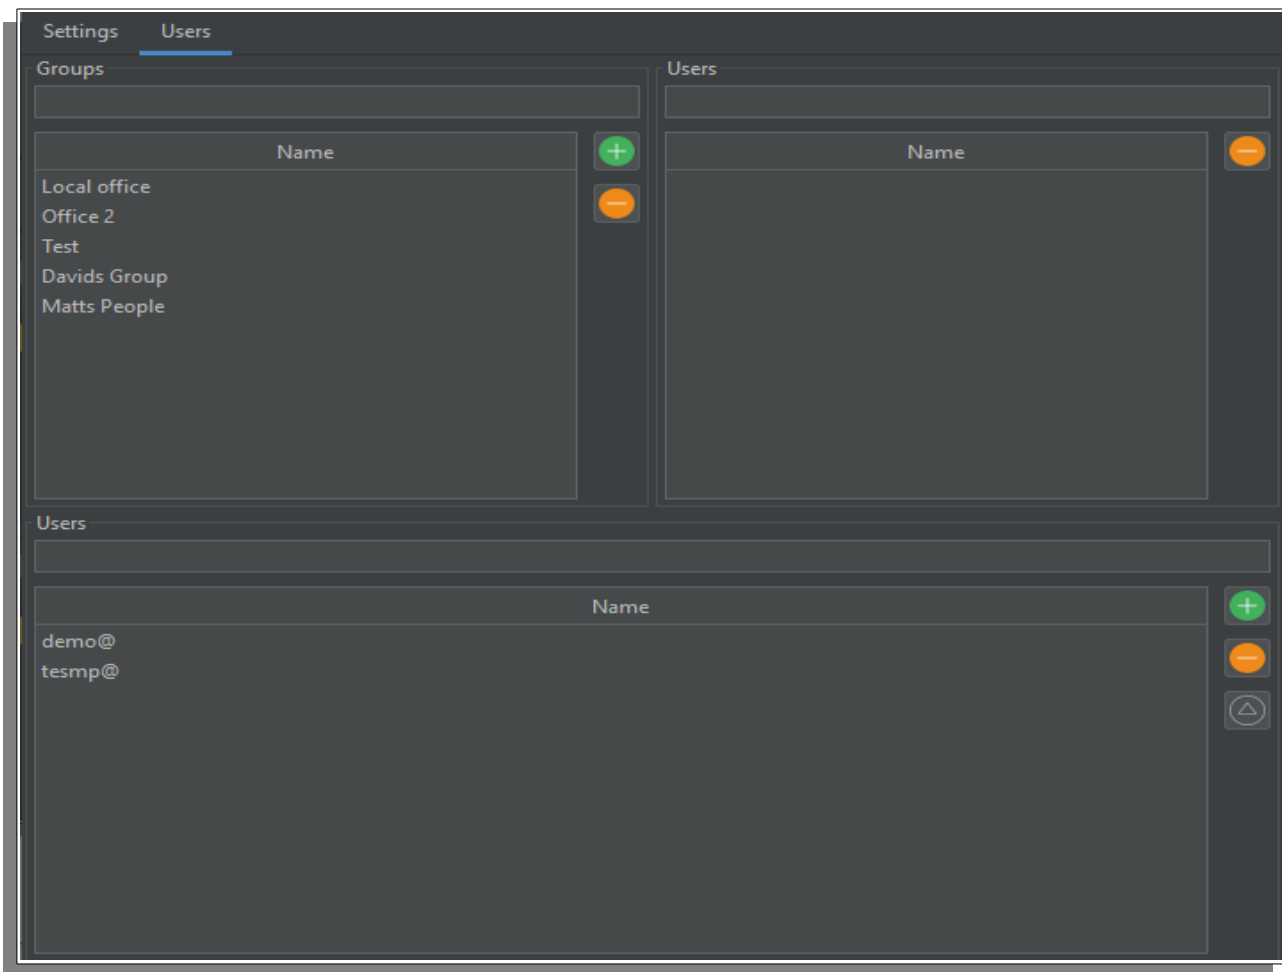 Settings Users
Groups
Name
Local office
Office 2
Test
Davids Group
Matts People
Users
Name
Users
Name
demo@
tesmp@